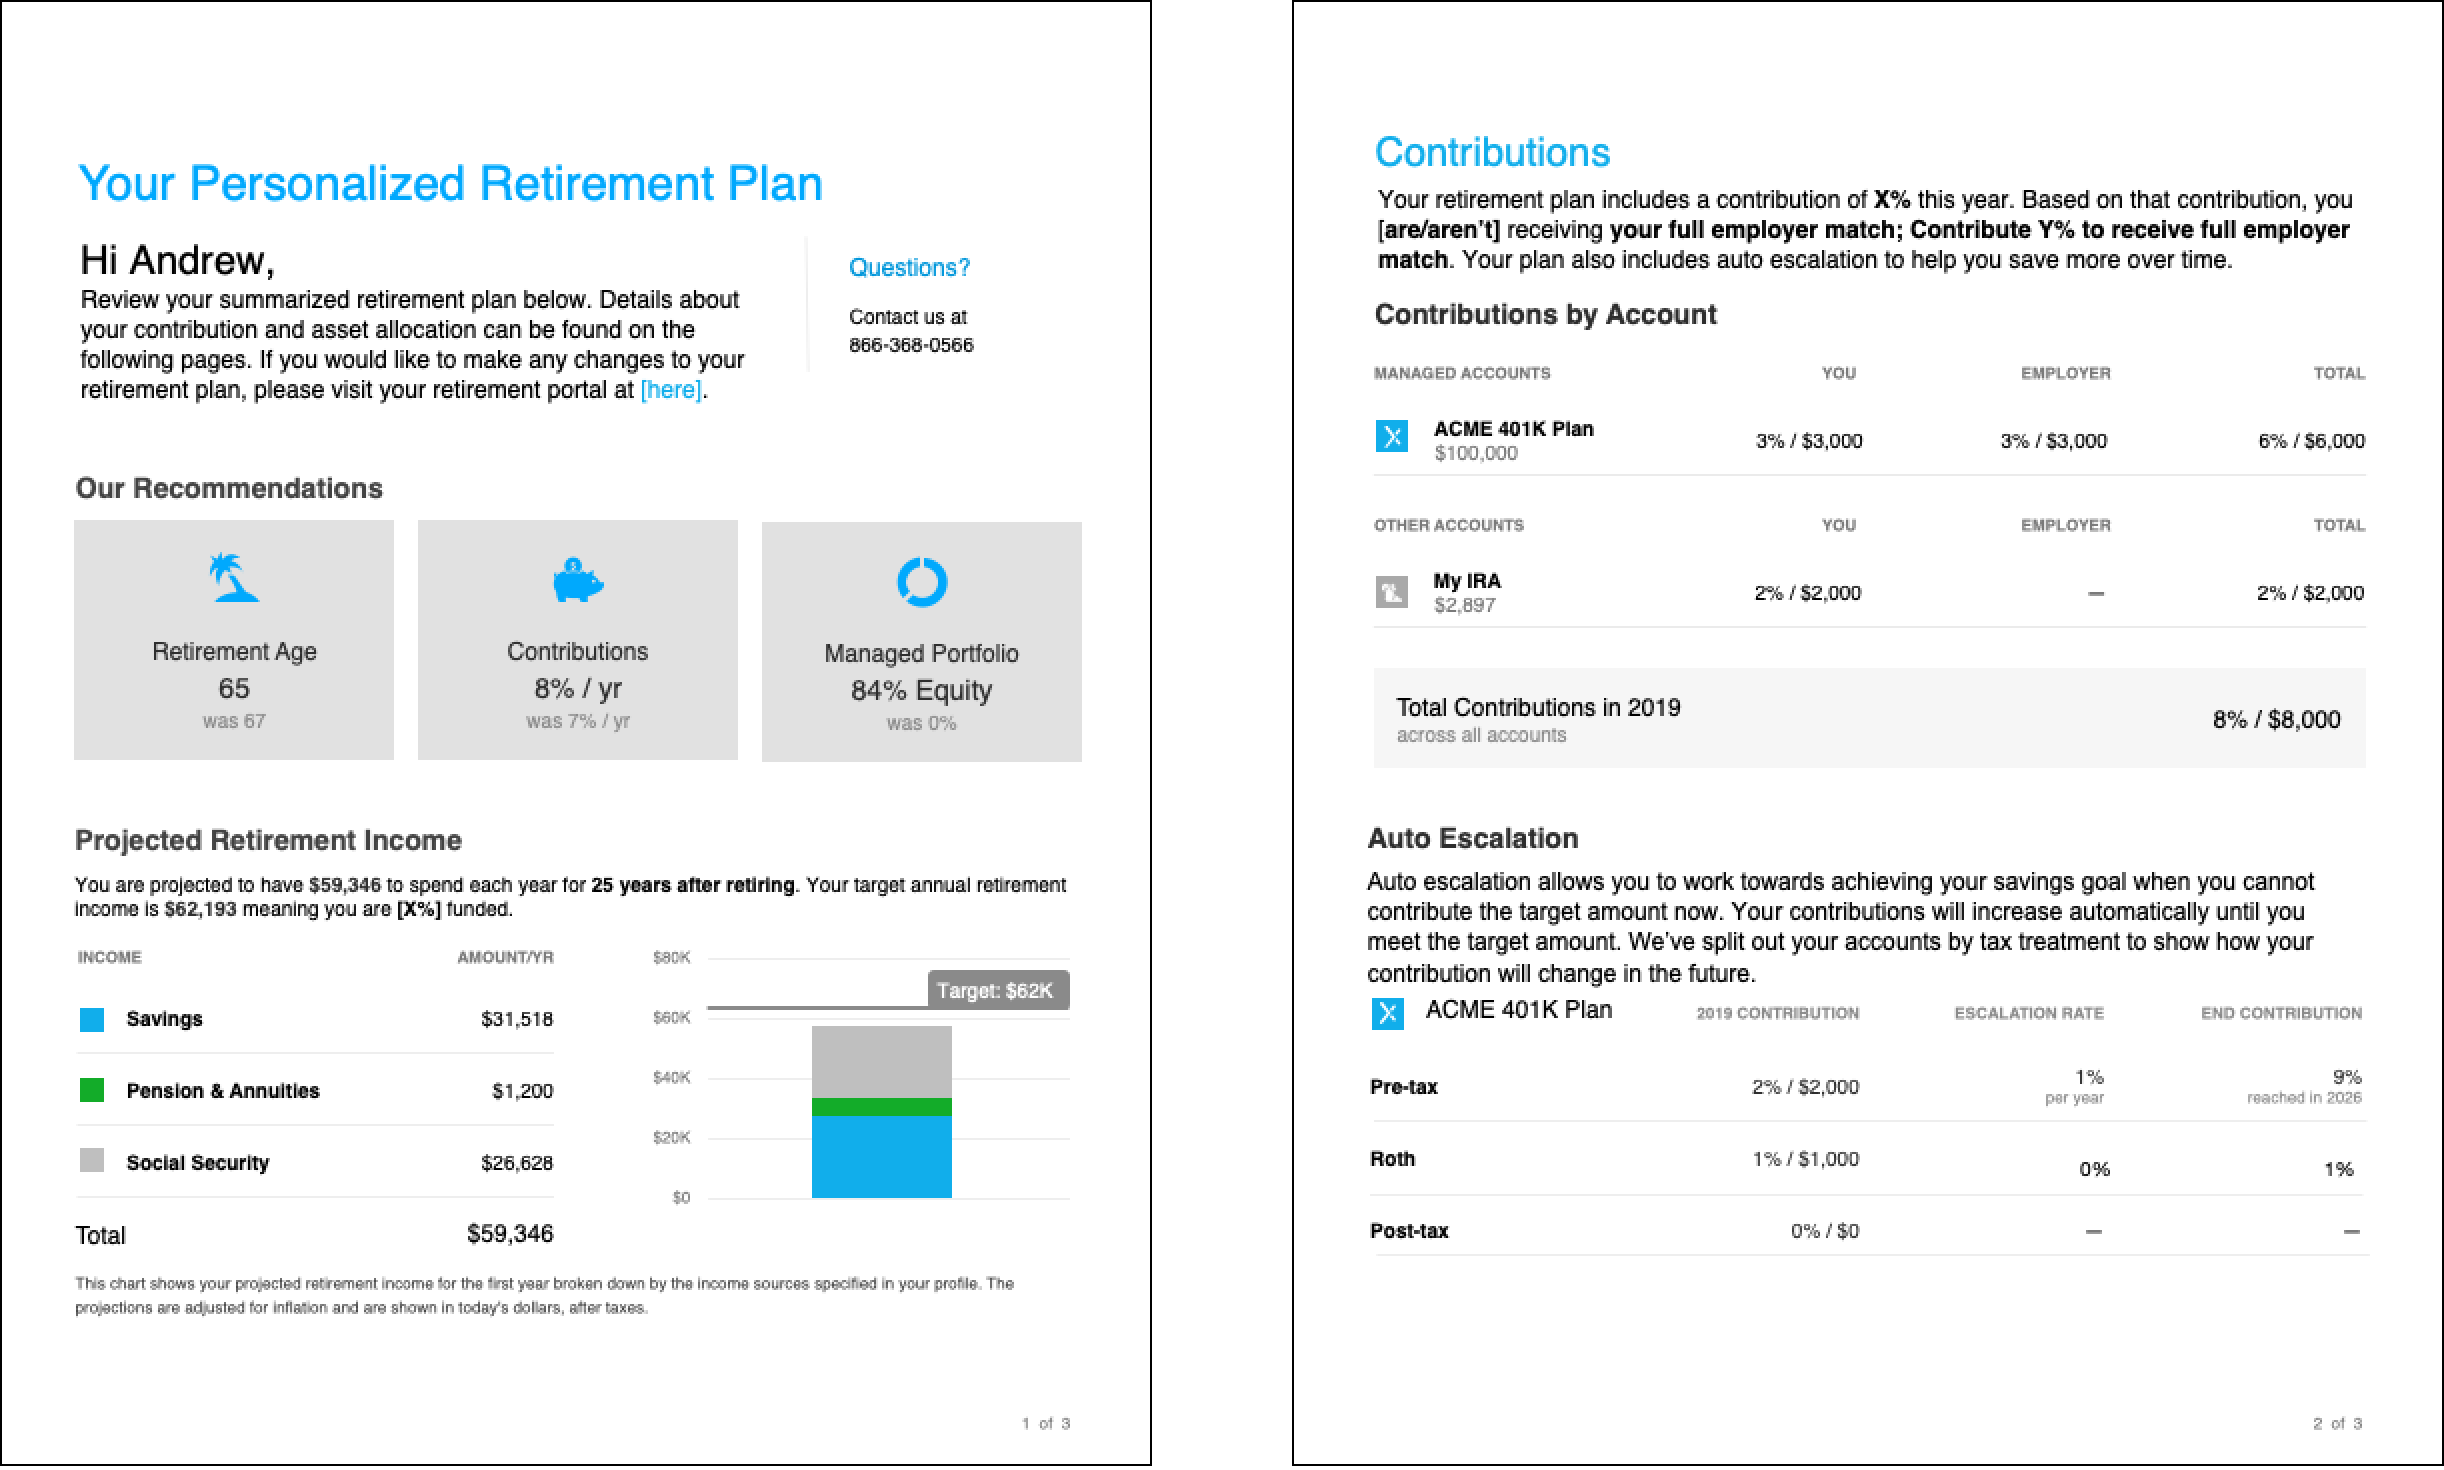 Your Personalized Retirement Plan
Hi Andrew,
Review your summarized retirement plan below. Details about
your contribution and asset allocation can be found on the
following pages. If you would like to make any changes to your
retirement plan, please visit your retirement portal at [here].
Questions?
Contact us at
866-368-0566
Our Recommendations
Retirement Age
65
was 67
Contributions
8% / yr
was 7% / yr
Managed Portfolio
84% Equity
was 0%
Projected Retirement Income
You are projected to have $59,346 to spend each year for 25 years after retiring. Your target annual retirement
income is $62,193 meaning you are [X%] funded.
INCOME AMOUNT/YR
Savings $31,518
Pension & Annuities $1,200
Social Security $26,628
Total $59,346
$80K
Target: $62K
$60K
$40K
$20K
$0
This chart shows your projected retirement income for the first year broken down by the income sources specified in your profile. The
projections are adjusted for inflation and are shown in today's dollars, after taxes.
1 of 3
Contributions
Your retirement plan includes a contribution of X% this year. Based on that contribution, you
[are/aren't] receiving your full employer match; Contribute Y% to receive full employer
match. Your plan also includes auto escalation to help you save more over time.
Contributions by Account
MANAGED ACCOUNTS YOU EMPLOYER TOTAL
ACME 401K Plan 3% / $3,000 3% / $3,000 6% / $6,000
$100,000
OTHER ACCOUNTS YOU EMPLOYER TOTAL
My IRA 2% / $2,000 – 2% / $2,000
$2,897
Total Contributions in 2019 8% / $8,000
across all accounts
Auto Escalation
Auto escalation allows you to work towards achieving your savings goal when you cannot
contribute the target amount now. Your contributions will increase automatically until you
meet the target amount. We've split out your accounts by tax treatment to show how your
contribution will change in the future.
ACME 401K Plan 2019 CONTRIBUTION ESCALATION RATE END CONTRIBUTION
Pre-tax 2% / $2,000 1% 9%
per year reached in 2026
Roth 1% / $1,000 0% 1%
Post-tax 0% / $0 – –
2 of 3